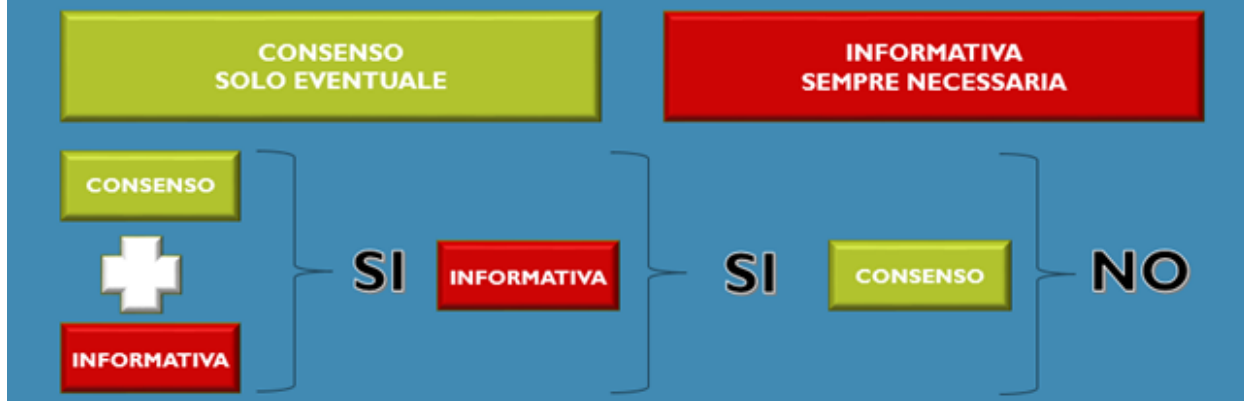 CONSENSO
SOLO EVENTUALE
INFORMATIVA
SEMPRE NECESSARIA
CONSENSO
INFORMATIVA
SI
INFORMATIVA
SI
CONSENSO
NO